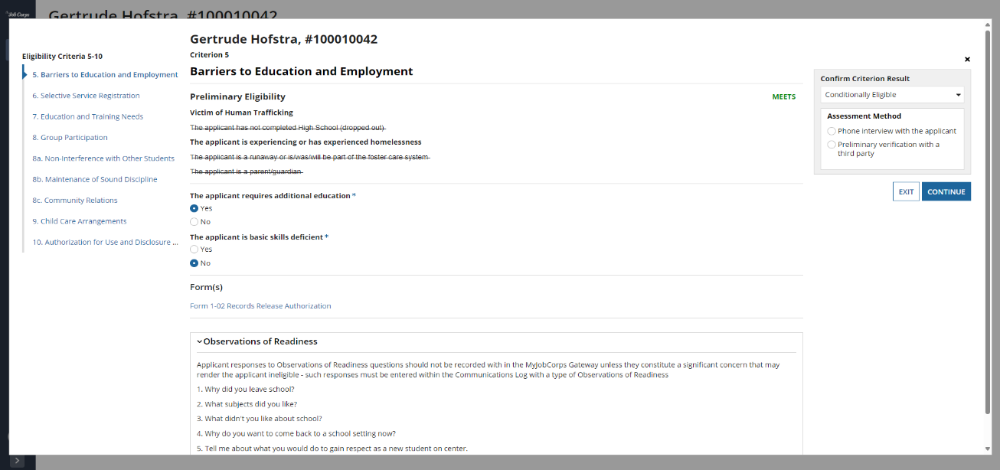 Job Corps
Gertrude Hofstra, #100010042
Gertrude Hofstra, #100010042
Eligibility Criteria 5-10
5. Barriers to Education and Employment
6. Selective Service Registration
7. Education and Training Needs
8. Group Participation
8a. Non-Interference with Other Students
8b. Maintenance of Sound Discipline
8c. Community Relations
9. Child Care Arrangements
10. Authorization for Use and Disclosure ...
Criterion 5
Barriers to Education and Employment
Preliminary Eligibility
MEETS
Victim of Human Trafficking
The applicant has not completed High School (dropped out)
The applicant is experiencing or has experienced homelessness
The applicant is a runaway or is/was/will be part of the foster care system
The applicant is a parent/guardian
The applicant requires additional education *
Yes
No
The applicant is basic skills deficient *
Yes
No
Form(s)
Form 1-02 Records Release Authorization
Observations of Readiness
Applicant responses to Observations of Readiness questions should not be recorded with in the MyJobCorps Gateway unless they constitute a significant concern that may
render the applicant ineligible - such responses must be entered within the Communications Log with a type of Observations of Readiness
1. Why did you leave school?
2. What subjects did you like?
3. What didn't you like about school?
4. Why do you want to come back to a school setting now?
5. Tell me about what you would do to gain respect as a new student on center.
Confirm Criterion Result
Conditionally Eligible
Assessment Method
Phone interview with the applicant
Preliminary verification with a
third party
EXIT
CONTINUE